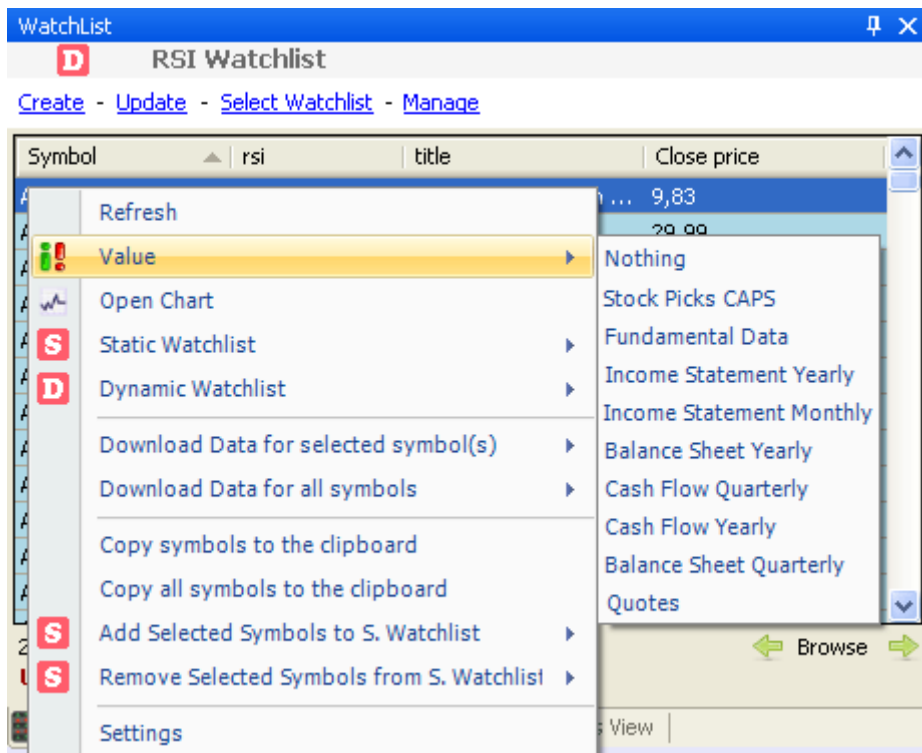 WatchList
D RSI Watchlist
Create - Update - Select Watchlist - Manage
Symbol rsi title Close price
... 9,83
29,99
Refresh
Value
Open Chart
S Static Watchlist
D Dynamic Watchlist
Download Data for selected symbol(s)
Download Data for all symbols
Copy symbols to the clipboard
Copy all symbols to the clipboard
S Add Selected Symbols to S. Watchlist
S Remove Selected Symbols from S. Watchlist
Settings
Nothing
Stock Picks CAPS
Fundamental Data
Income Statement Yearly
Income Statement Monthly
Balance Sheet Yearly
Cash Flow Quarterly
Cash Flow Yearly
Balance Sheet Quarterly
Quotes
Browse
View